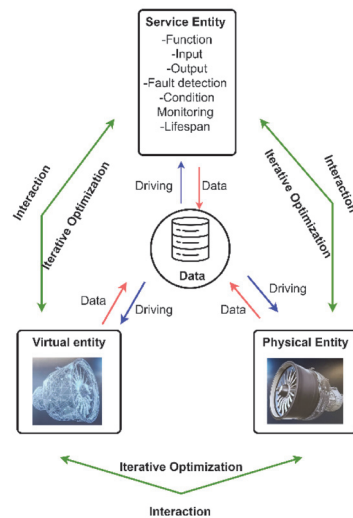 Service Entity
-Function
-Input
-Output
-Fault detection
-Condition
Monitoring
-Lifespan
Interaction
Iterative Optimization
Interaction
Iterative Optimization
Driving
Data
Data
Data
Driving
Driving
Data
Virtual entity
Physical Entity
Iterative Optimization
Interaction